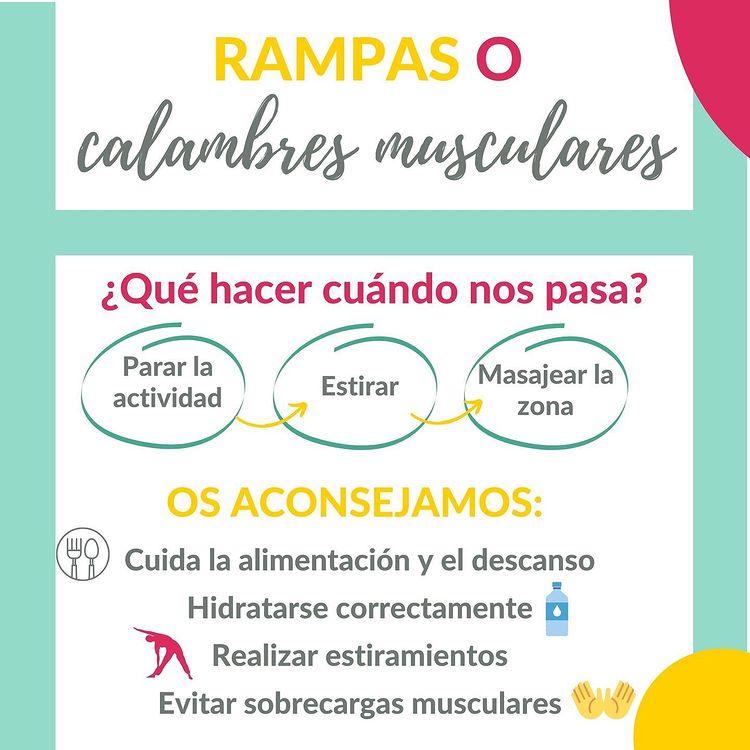 RAMPAS O
calambres musculares
¿Qué hacer cuándo nos pasa?
Parar la
actividad
Estirar
Masajear la
zona
OS ACONSEJAMOS:
Cuida la alimentación y el descanso
Hidratarse correctamente
Realizar estiramientos
Evitar sobrecargas musculares